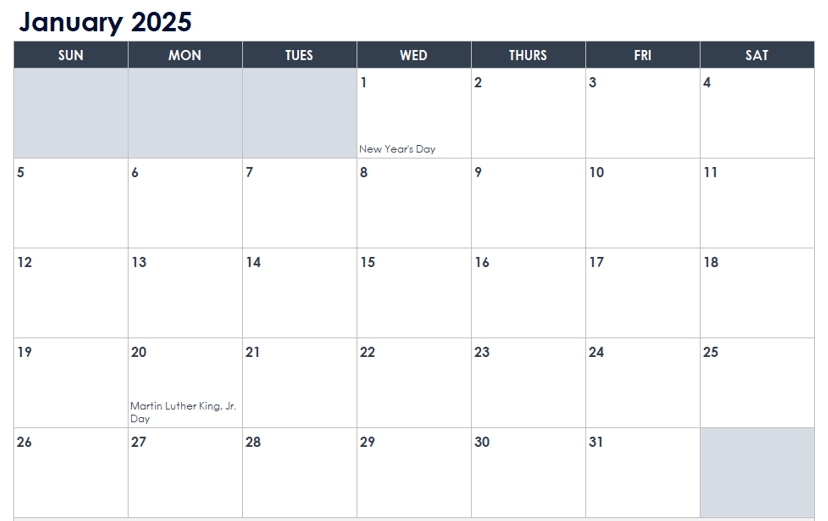 January 2025
SUN MON TUES WED THURS FRI SAT
1 2 3 4
New Year's Day
5 6 7 8 9 10 11
12 13 14 15 16 17 18
19 20 21 22 23 24 25
Martin Luther King, Jr.
Day
26 27 28 29 30 31